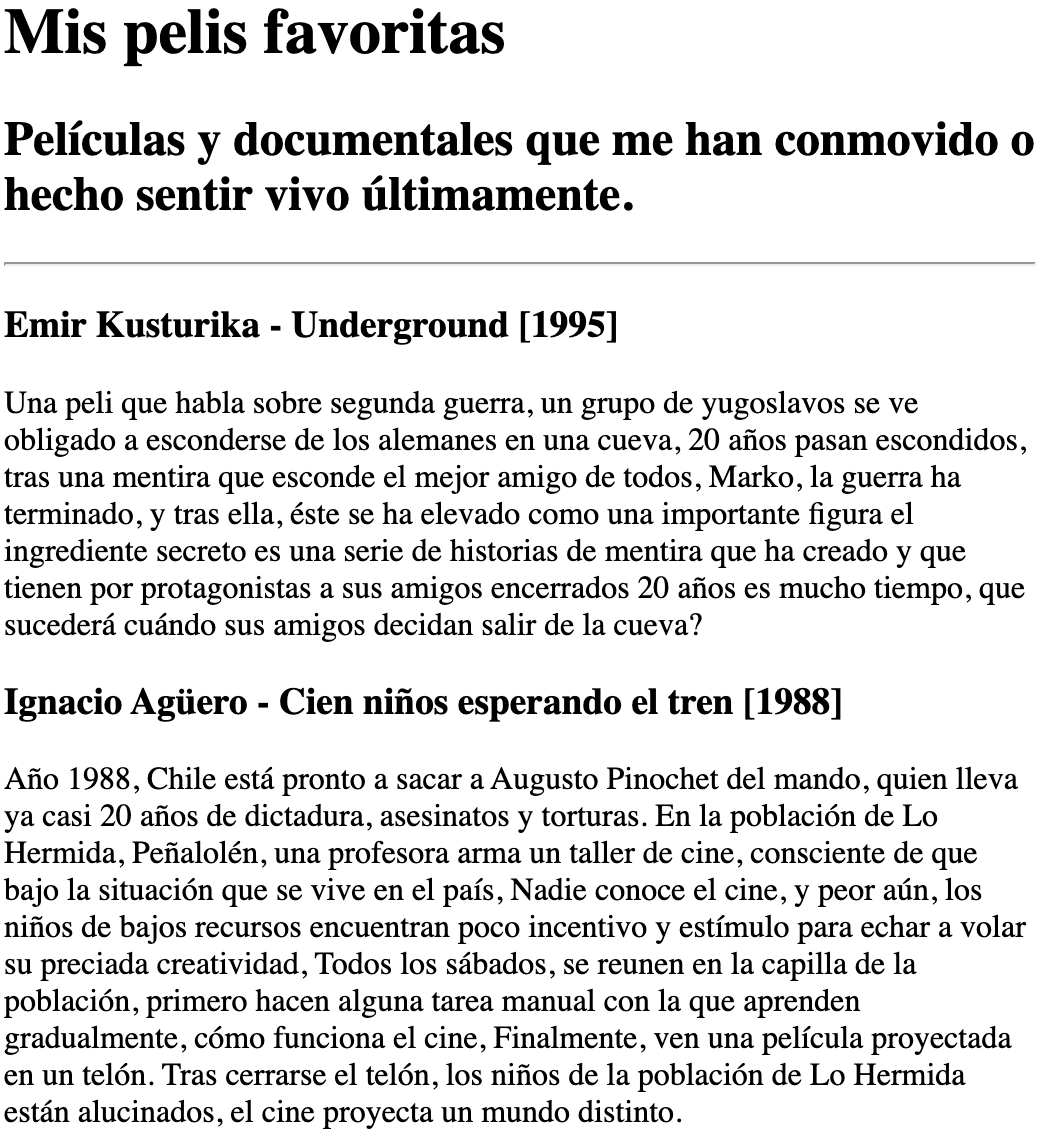 Mis pelis favoritas
Películas y documentales que me han conmovido o
hecho sentir vivo últimamente.
Emir Kusturika - Underground [1995]
Una peli que habla sobre segunda guerra, un grupo de yugoslavos se ve
obligado a esconderse de los alemanes en una cueva, 20 años pasan escondidos,
tras una mentira que esconde el mejor amigo de todos, Marko, la guerra ha
terminado, y tras ella, éste se ha elevado como una importante figura el
ingrediente secreto es una serie de historias de mentira que ha creado y que
tienen por protagonistas a sus amigos encerrados 20 años es mucho tiempo, que
sucederá cuándo sus amigos decidan salir de la cueva?
Ignacio Agüero - Cien niños esperando el tren [1988]
Año 1988, Chile está pronto a sacar a Augusto Pinochet del mando, quien lleva
ya casi 20 años de dictadura, asesinatos y torturas. En la población de Lo
Hermida, Peñalolén, una profesora arma un taller de cine, consciente de que
bajo la situación que se vive en el país, Nadie conoce el cine, y peor aún, los
niños de bajos recursos encuentran poco incentivo y estímulo para echar a volar
su preciada creatividad, Todos los sábados, se reunen en la capilla de la
población, primero hacen alguna tarea manual con la que aprenden
gradualmente, cómo funciona el cine, Finalmente, ven una película proyectada
en un telón. Tras cerrarse el telón, los niños de la población de Lo Hermida
están alucinados, el cine proyecta un mundo distinto.